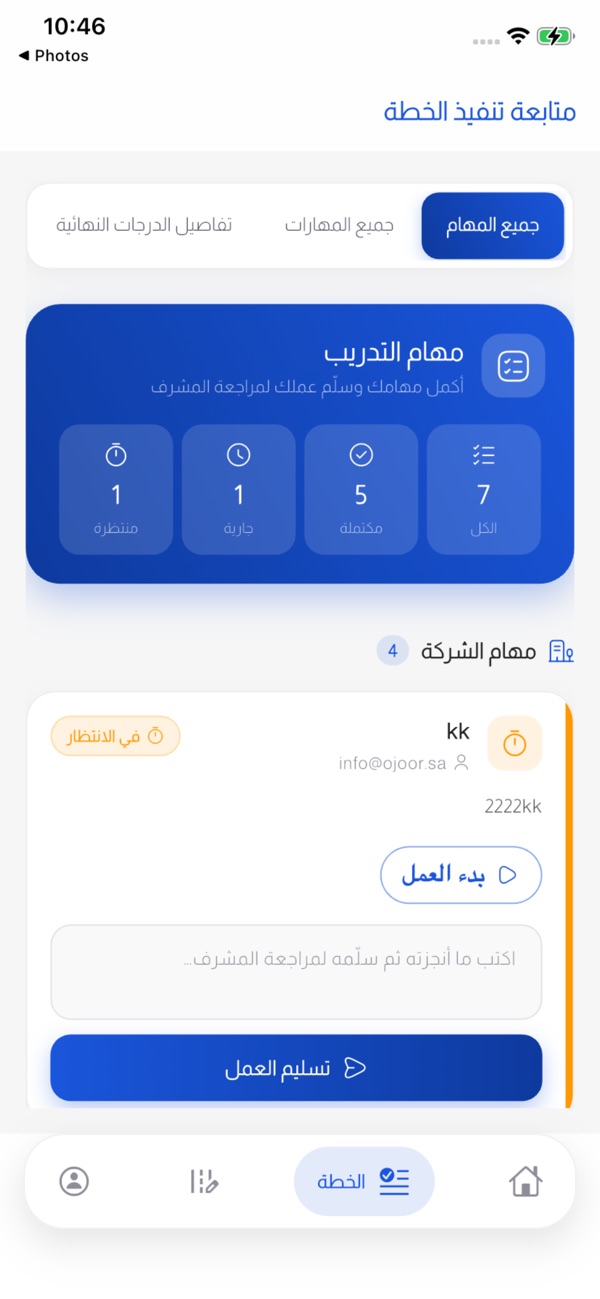 10:46
◀ Photos
متابعة تنفيذ الخطة
جميع المهام
جميع المهارات
تفاصيل الدرجات النهائية
مهام التدريب
أكمل مهامك وسلّم عملك لمراجعة المشرف
7
الكل
5
مكتملة
1
جارية
1
منتظرة
مهام الشركة 4
kk
في الانتظار
info@ojoor.sa
2222kk
بدء العمل
اكتب ما أنجزته ثم سلّمه لمراجعة المشرف...
تسليم العمل
الخطة